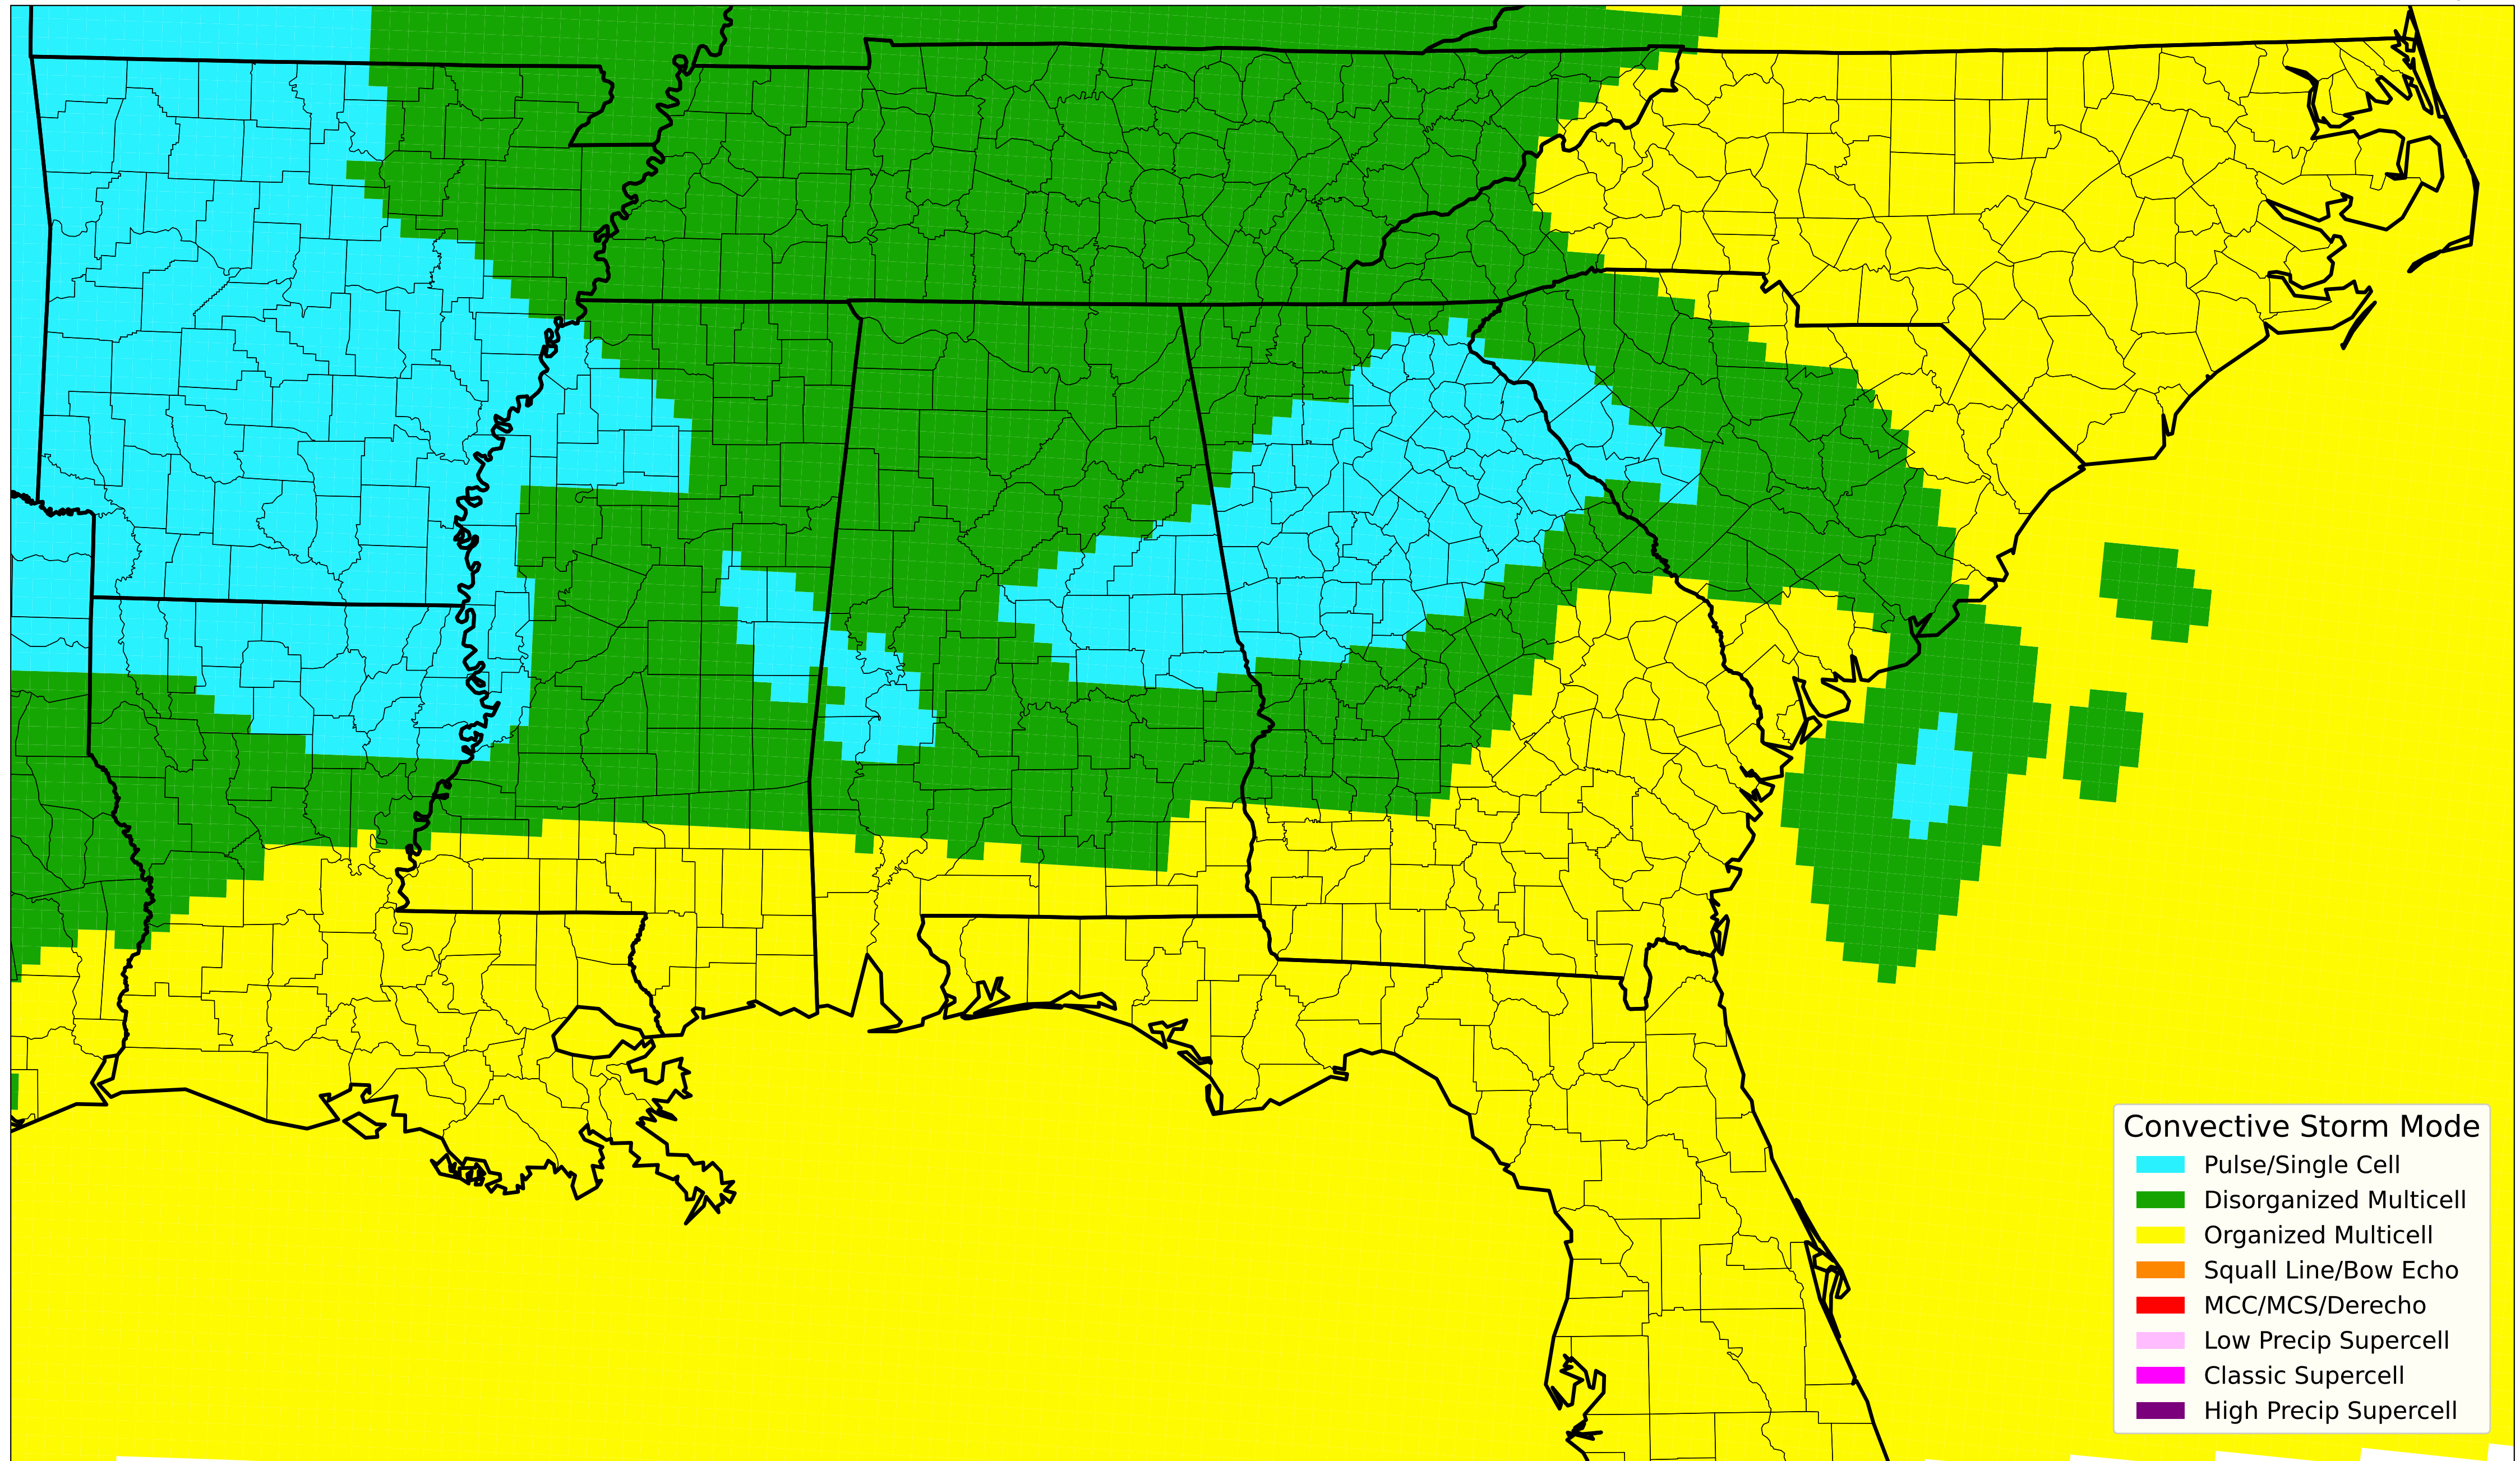 Convective Storm Mode
Pulse/Single Cell
Disorganized Multicell
Organized Multicell
Squall Line/Bow Echo
MCC/MCS/Derecho
Low Precip Supercell
Classic Supercell
High Precip Supercell